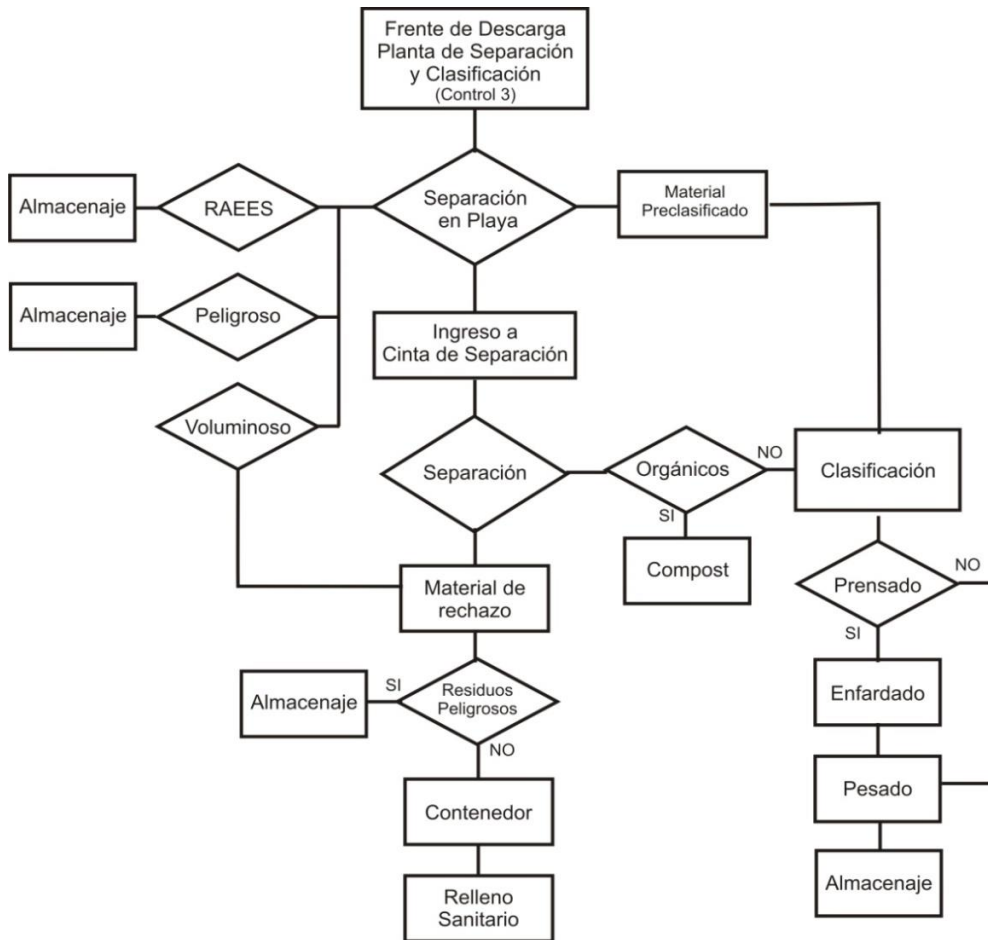 Frente de Descarga
Planta de Separación
y Clasificación
(Control 3)
Almacenaje
RAEES
Separación
en Playa
Material
Preclasificado
Almacenaje
Peligroso
Ingreso a
Cinta de Separación
Voluminoso
Separación
Orgánicos
NO
Clasificación
SI
Compost
Prensado
NO
SI
Material de
rechazo
Almacenaje
SI
Residuos
Peligrosos
NO
Enfardado
Contenedor
Pesado
Relleno
Sanitario
Almacenaje